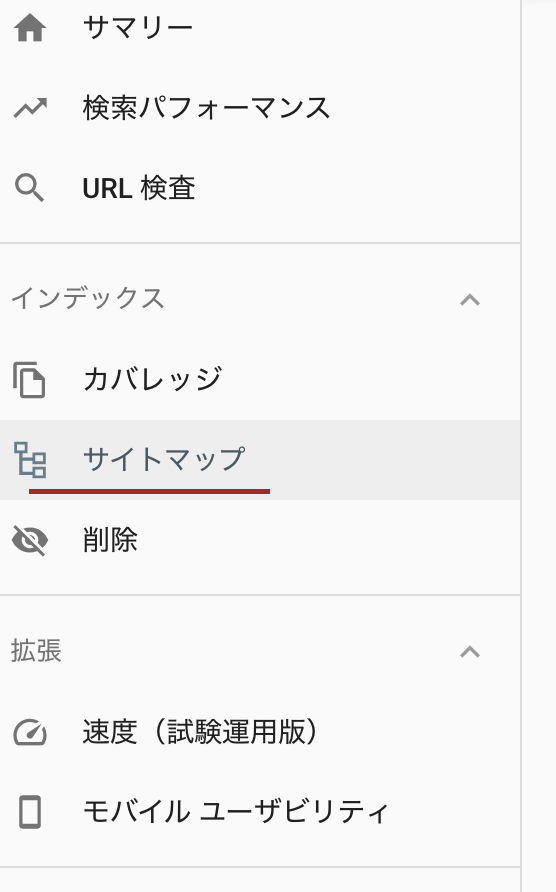 サマリー
検索パフォーマンス
URL 検査
インデックス
カバレッジ
サイトマップ
削除
拡張
速度（試験運用版）
モバイル ユーザビリティ